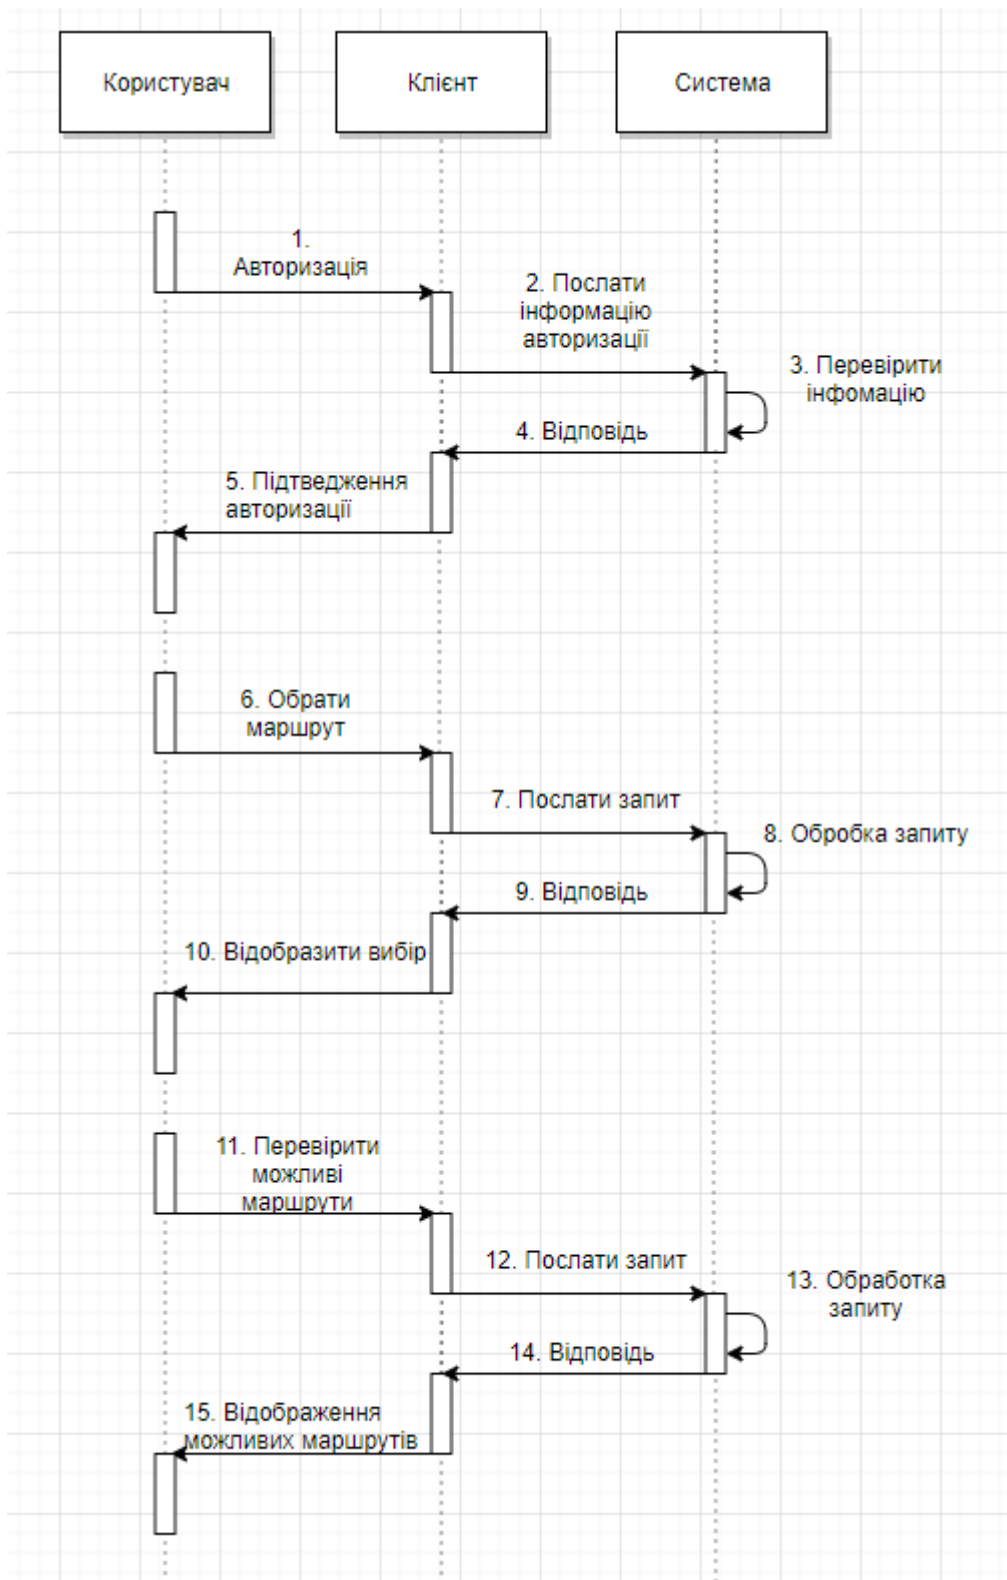 Користувач
Клієнт
Система
1.
Авторизація
2. Послати
інформацію
авторизації
3. Перевірити
інфомацію
4. Відповідь
5. Підтведження
авторизації
6. Обрати
маршрут
7. Послати запит
8. Обробка запиту
9. Відповідь
10. Відобразити вибір
11. Перевірити
можливі
маршрути
12. Послати запит
13. Обработка
запиту
14. Відповідь
15. Відображення
можливих маршрутів